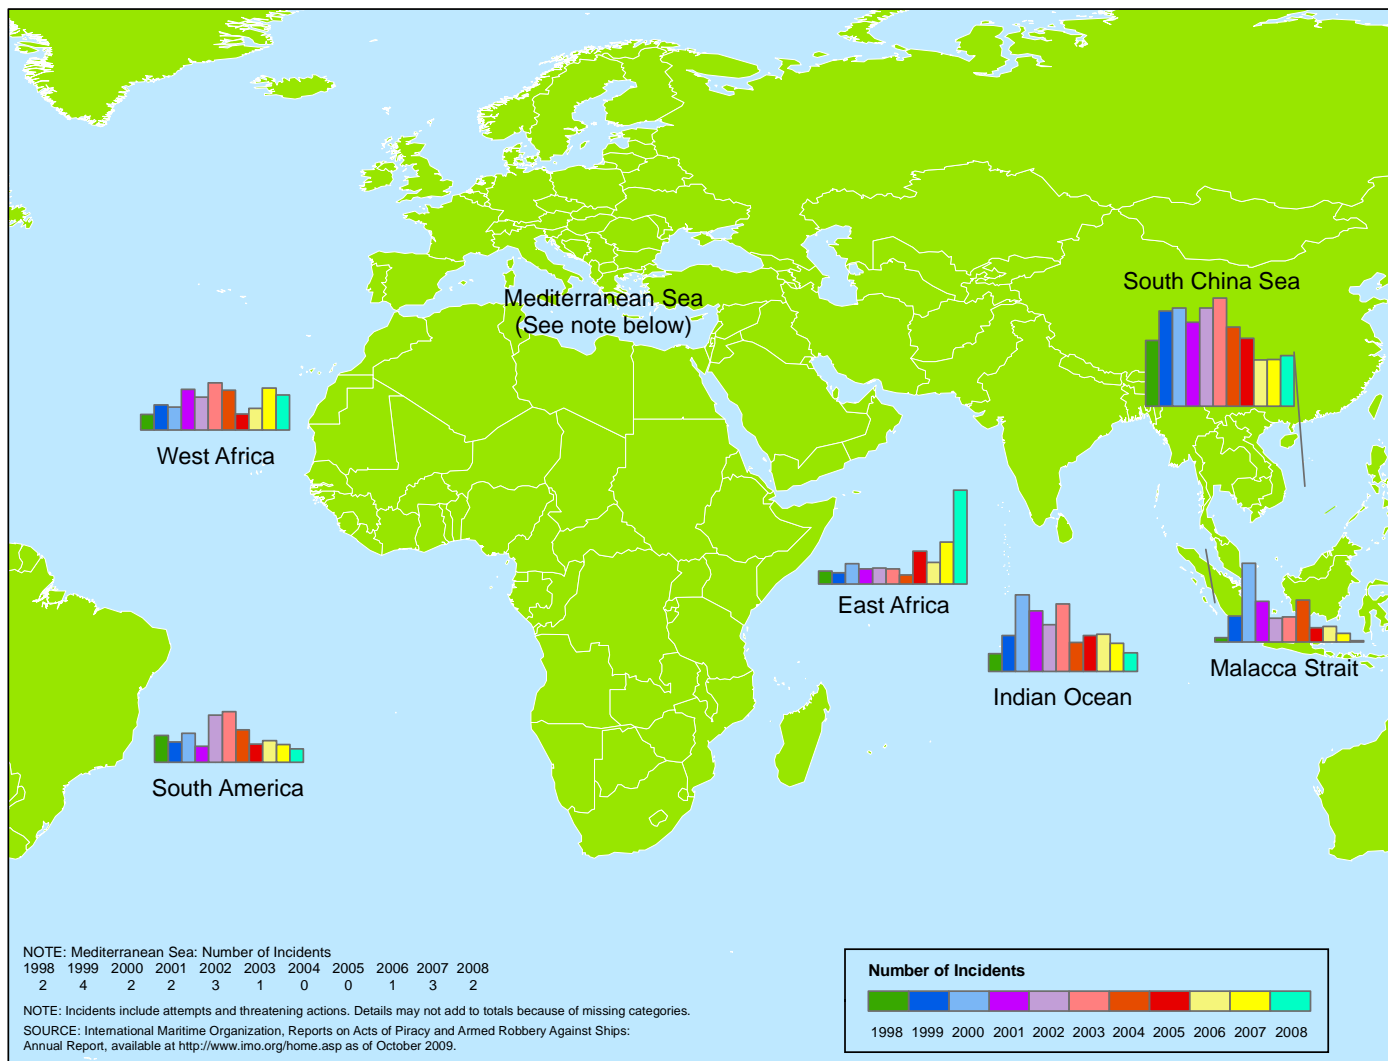 South China Sea
Mediterranean Sea
(See note below)
West Africa
East Africa
Malacca Strait
Indian Ocean
South America
NOTE: Mediterranean Sea: Number of Incidents
1998 1999 2000 2001 2002 2003 2004 2005 2006 2007 2008
2 4 2 2 3 1 0 0 1 3 2
NOTE: Incidents include attempts and threatening actions. Details may not add to totals because of missing categories.
SOURCE: International Maritime Organization, Reports on Acts of Piracy and Armed Robbery Against Ships:
Annual Report, available at http://www.imo.org/home.asp as of October 2009.
Number of Incidents
1998 1999 2000 2001 2002 2003 2004 2005 2006 2007 2008